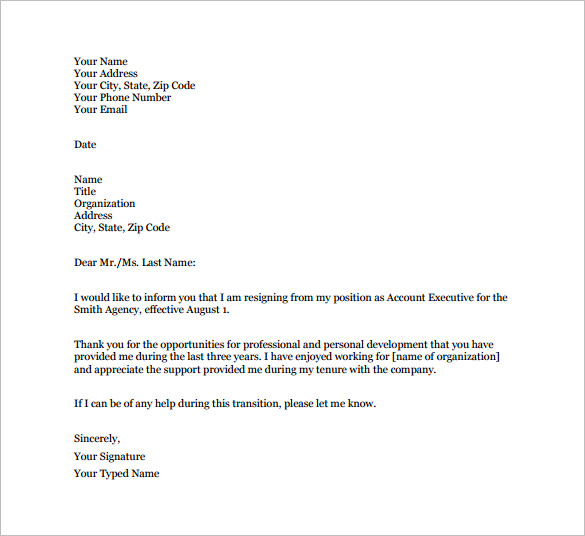 Your Name
Your Address
Your City, State, Zip Code
Your Phone Number
Your Email
Date
Name
Title
Organization
Address
City, State, Zip Code
Dear Mr./Ms. Last Name:
I would like to inform you that I am resigning from my position as Account Executive for the
Smith Agency, effective August 1.
Thank you for the opportunities for professional and personal development that you have
provided me during the last three years. I have enjoyed working for [name of organization]
and appreciate the support provided me during my tenure with the company.
If I can be of any help during this transition, please let me know.
Sincerely,
Your Signature
Your Typed Name